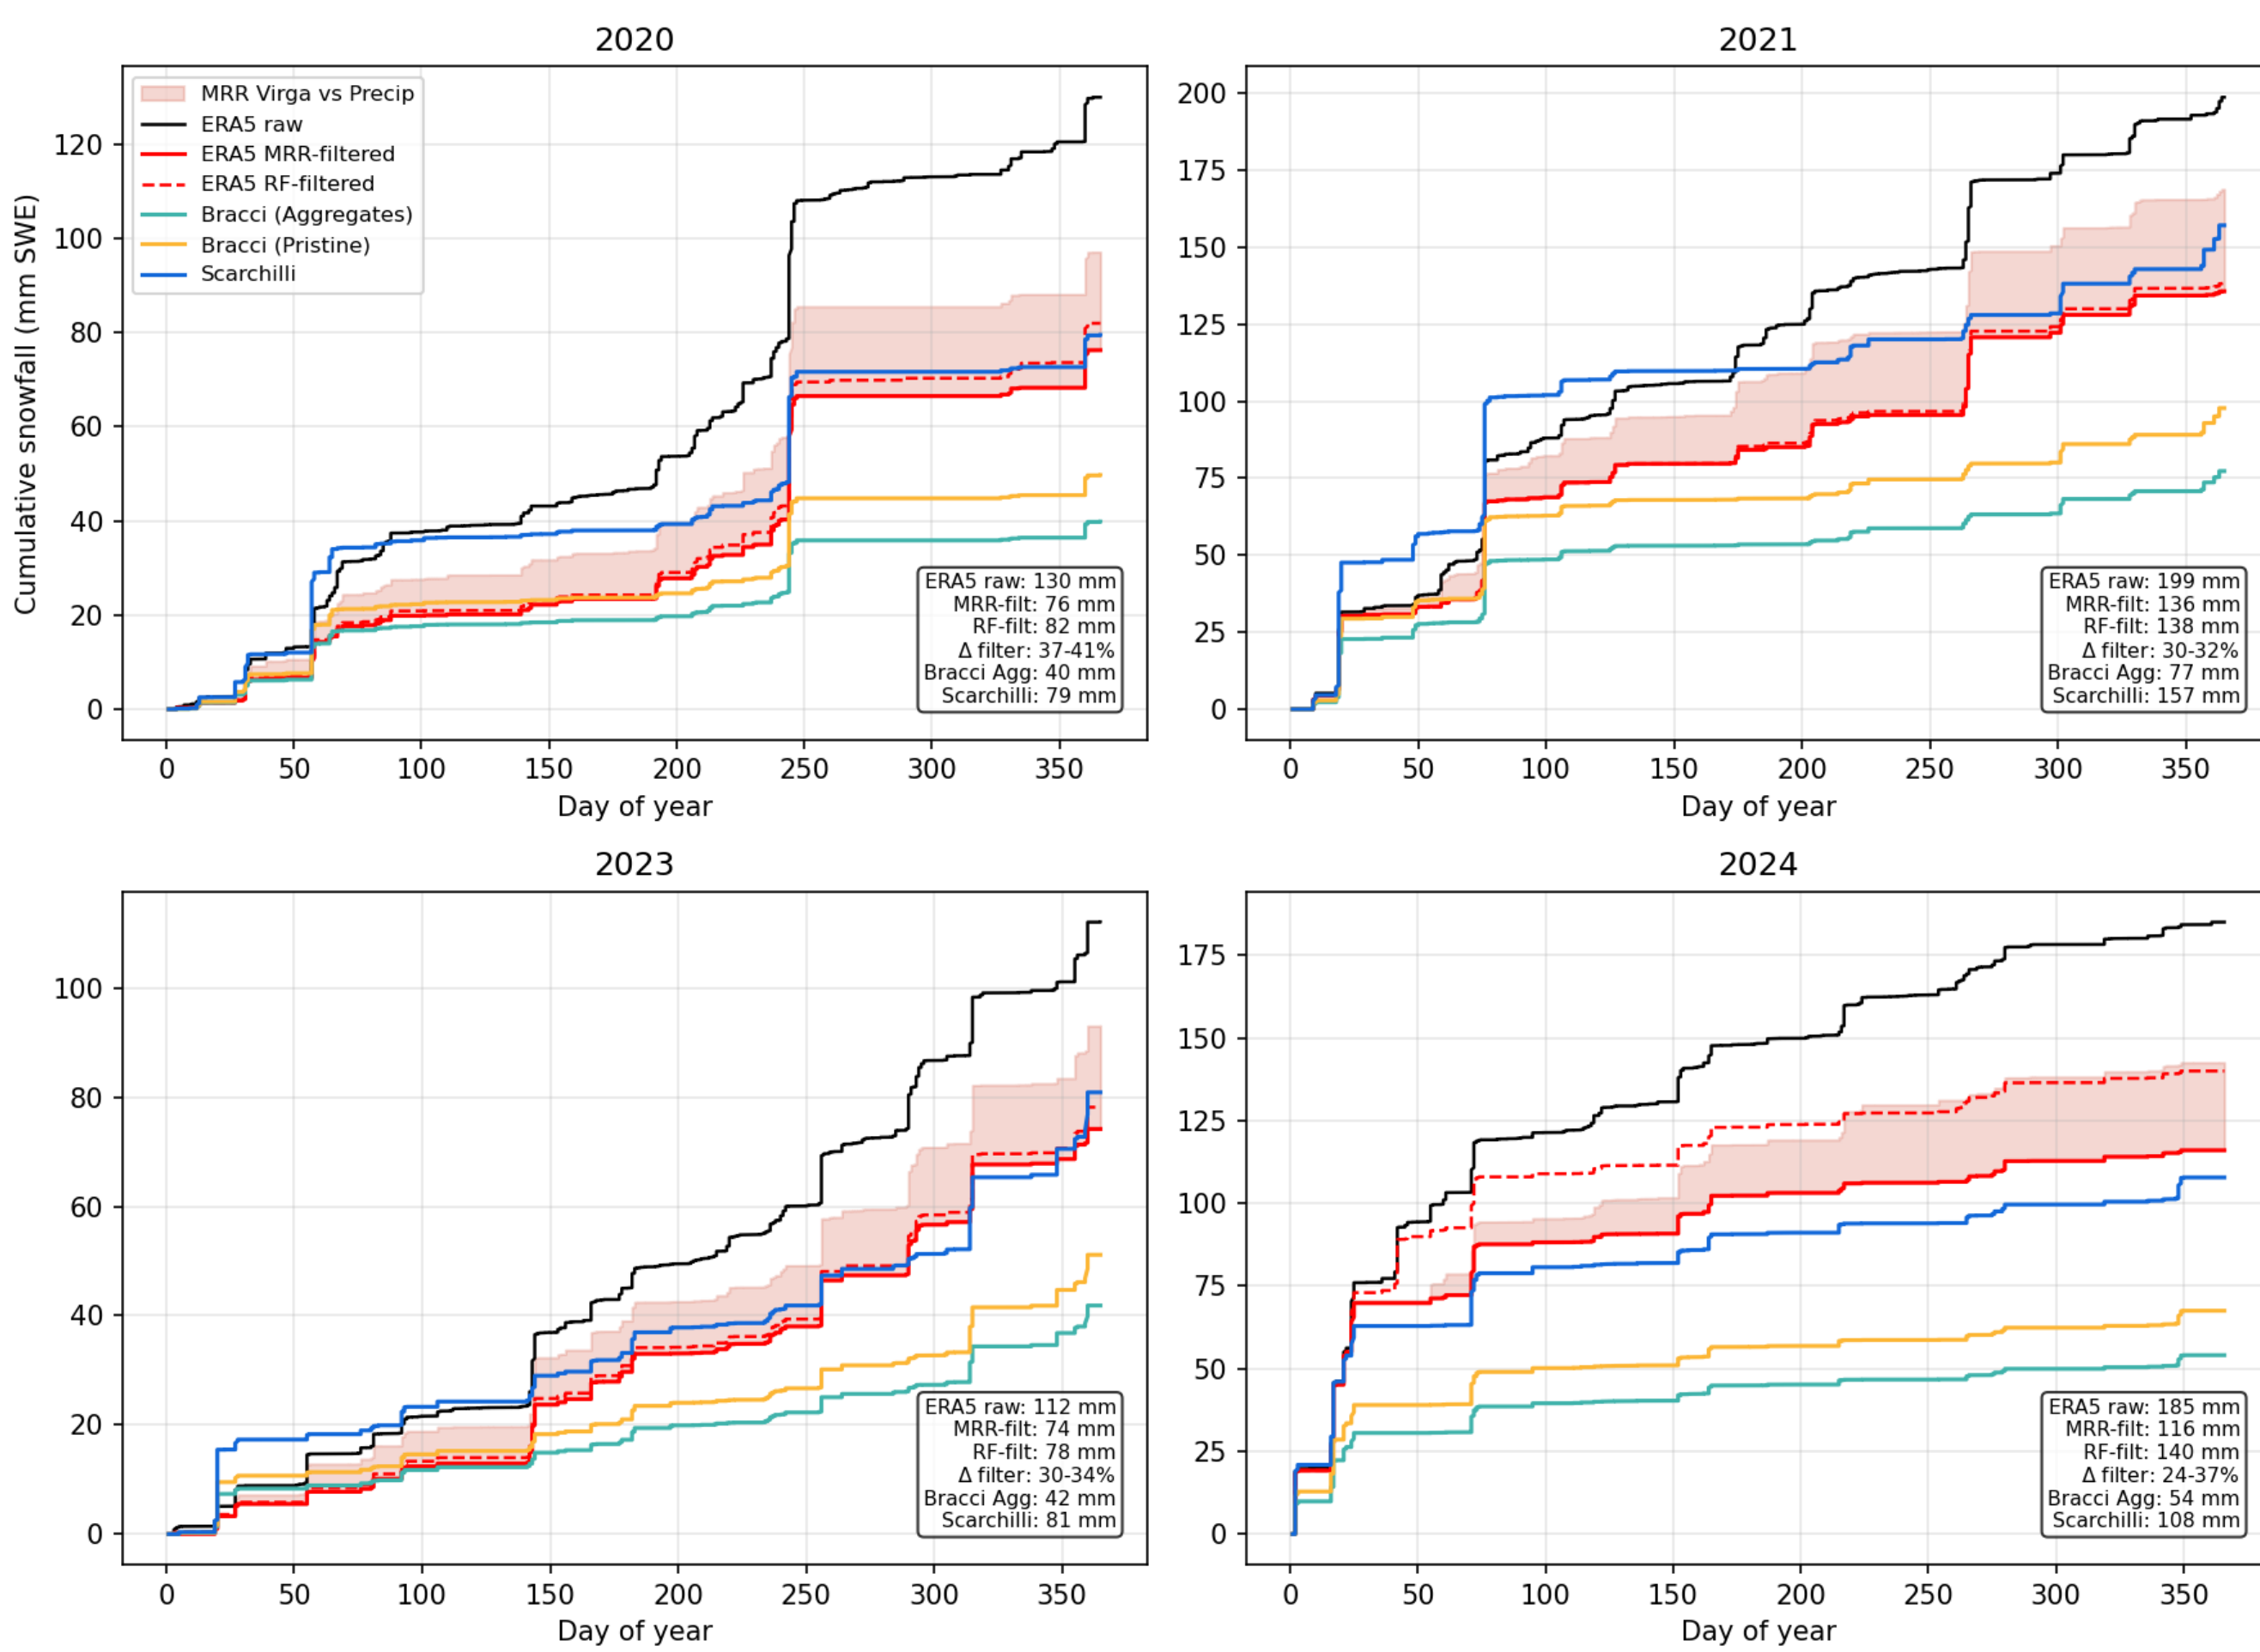 2020
MRR Virga vs Precip
ERA5 raw
ERA5 MRR-filtered
ERA5 RF-filtered
Bracci (Aggregates)
Bracci (Pristine)
Scarchilli
Cumulative snowfall (mm SWE)
120
100
80
60
40
20
0
ERA5 raw: 130 mm
MRR-filt: 76 mm
RF-filt: 82 mm
Δ filter: 37-41%
Bracci Agg: 40 mm
Scarchilli: 79 mm
0 50 100 150 200 250 300 350
Day of year
2021
200
175
150
125
100
75
50
25
0
ERA5 raw: 199 mm
MRR-filt: 136 mm
RF-filt: 138 mm
Δ filter: 30-32%
Bracci Agg: 77 mm
Scarchilli: 157 mm
0 50 100 150 200 250 300 350
Day of year
2023
100
80
60
40
20
0
ERA5 raw: 112 mm
MRR-filt: 74 mm
RF-filt: 78 mm
Δ filter: 30-34%
Bracci Agg: 42 mm
Scarchilli: 81 mm
0 50 100 150 200 250 300 350
Day of year
2024
175
150
125
100
75
50
25
0
ERA5 raw: 185 mm
MRR-filt: 116 mm
RF-filt: 140 mm
Δ filter: 24-37%
Bracci Agg: 54 mm
Scarchilli: 108 mm
0 50 100 150 200 250 300 350
Day of year